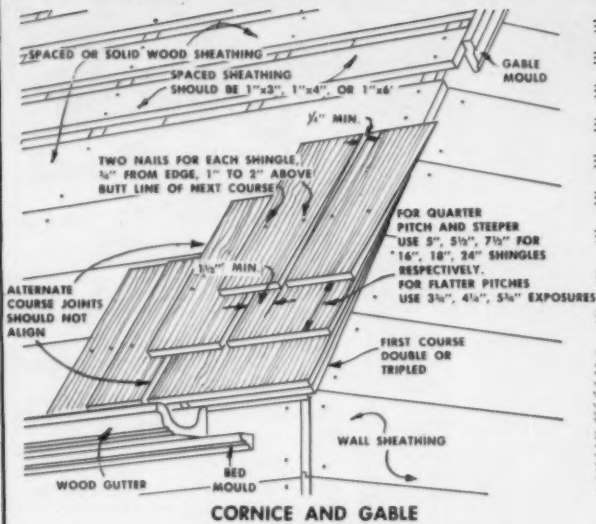 SPACED OR SOLID WOOD SHEATHING
SPACED SHEATHING
SHOULD BE 1"x3", 1"x4", OR 1"x6'
GABLE
MOULD
¼" MIN.
TWO NAILS FOR EACH SHINGLE,
¾" FROM EDGE, 1" TO 2" ABOVE
BUTT LINE OF NEXT COURSE
FOR QUARTER
PITCH AND STEEPER
USE 5", 5½", 7½" FOR
16", 18", 24" SHINGLES
RESPECTIVELY.
FOR FLATTER PITCHES
USE 3¾", 4¼", 5¾" EXPOSURES
1½" MIN.
ALTERNATE
COURSE JOINTS
SHOULD NOT
ALIGN
FIRST COURSE
DOUBLE OR
TRIPLED
WALL SHEATHING
WOOD GUTTER
BED
MOULD
CORNICE AND GABLE